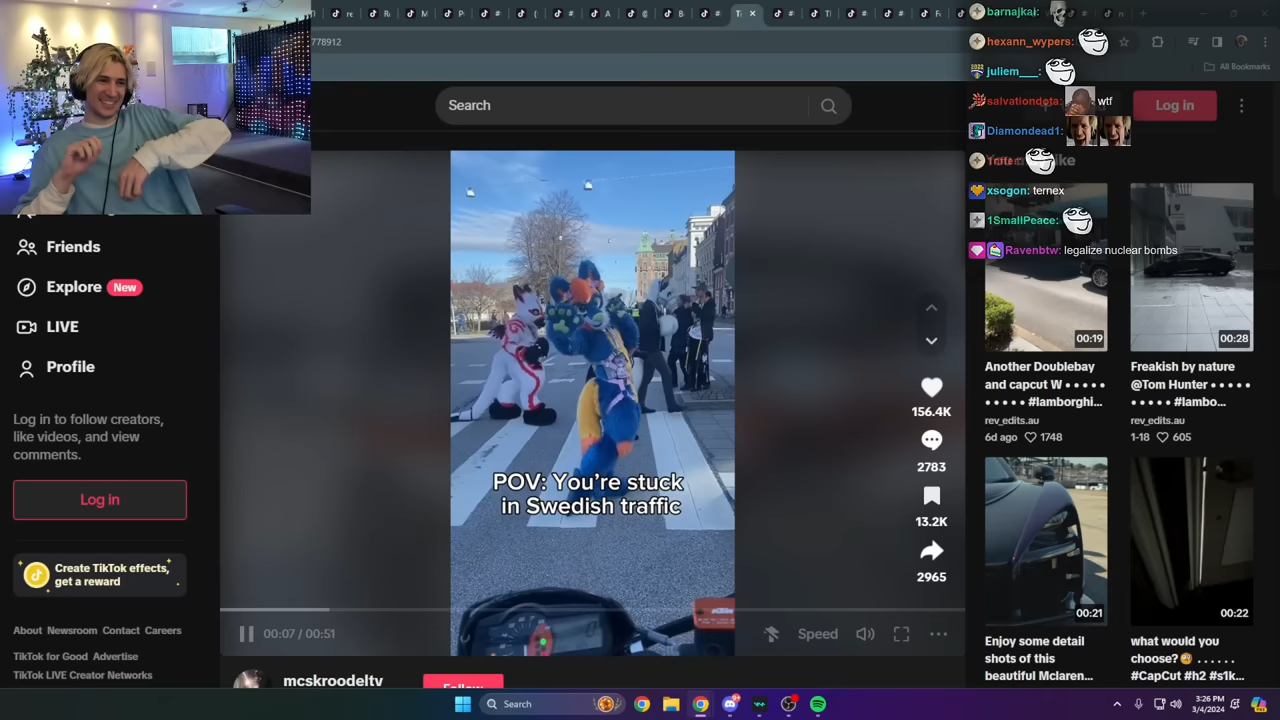 778912
All Bookmarks
Search
Log in
barnajkai:
hexann_wypers:
juliem___:
salvationdota: wtf
Diamondead1:
xsogon: ternex
1SmallPeace:
Ravenbtw: legalize nuclear bombs
Friends
Explore New
LIVE
Profile
Log in to follow creators,
like videos, and view
comments.
Log in
Create TikTok effects,
get a reward
About Newsroom Contact Careers
TikTok for Good Advertise
TikTok LIVE Creator Networks
POV: You're stuck
in Swedish traffic
00:07 / 00:51
Speed
156.4K
2783
13.2K
2965
mcskroodeltv
Follow
00:19
Another Doublebay
and capcut W • • • • •
• • • • • #lamborghi...
rev_edits.au
6d ago 1748
00:28
Freakish by nature
@Tom Hunter • • • • •
• • • • • #lambo...
rev_edits.au
1-18 605
00:21
Enjoy some detail
shots of this
beautiful Mclaren...
00:22
what would you
choose?🧐 . . . . . .
#CapCut #h2 #s1k...
Search
3:26 PM
3/4/2024